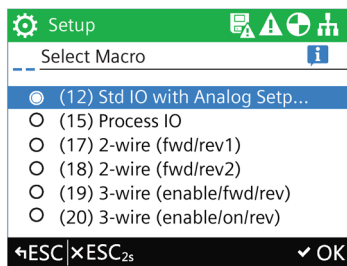 Setup
Select Macro
(12) Std IO with Analog Setp...
(15) Process IO
(17) 2-wire (fwd/rev1)
(18) 2-wire (fwd/rev2)
(19) 3-wire (enable/fwd/rev)
(20) 3-wire (enable/on/rev)
↰ESC ×ESC2s ✔ OK